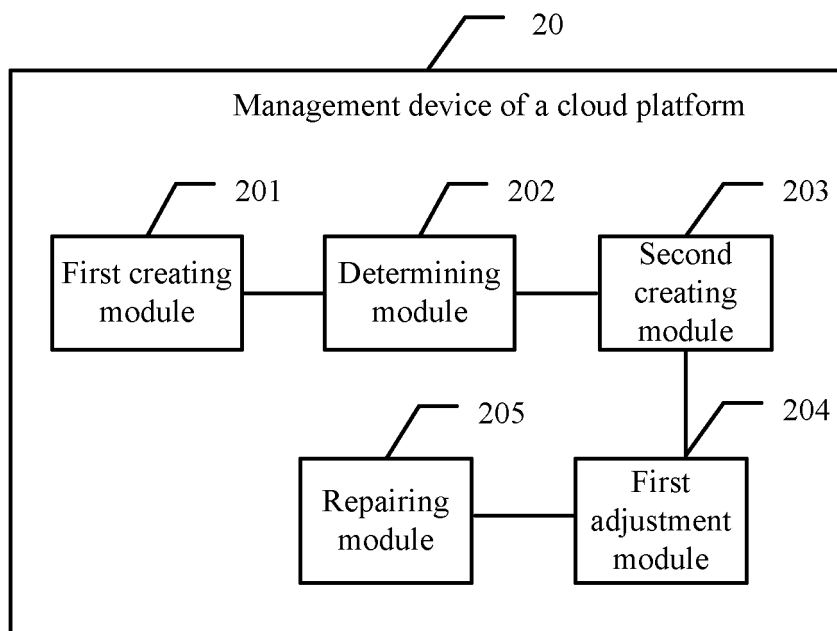 20
Management device of a cloud platform
201
202
203
First creating
module
Determining
module
Second
creating
module
205
204
Repairing
module
First
adjustment
module